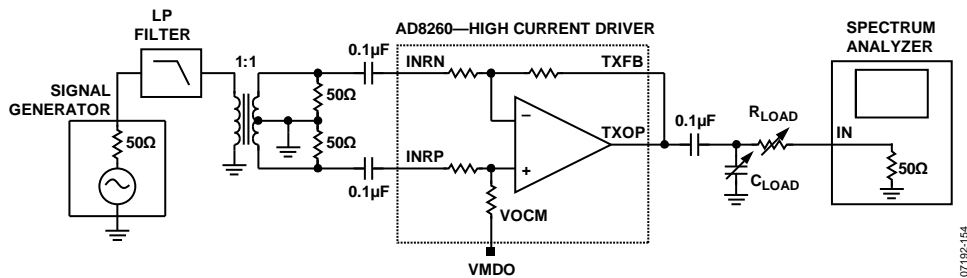 LP
FILTER
AD8260—HIGH CURRENT DRIVER
SPECTRUM
ANALYZER
1:1
0.1µF
INRN
TXFB
SIGNAL
GENERATOR
50Ω
50Ω
50Ω
TXOP
0.1µF
RLOAD
IN
50Ω
CLOAD
INRP
0.1µF
VOCM
VMDO
07192-154